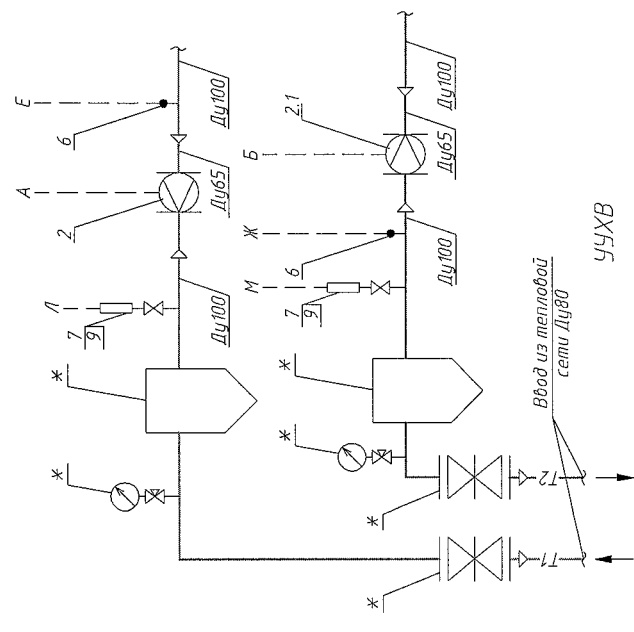 Е
6
Ду100
А
2
Ду65
Л
7
9
Ду100
*
*
2.1
Ду100
Б
Ду65
Ж
6
Ду100
М
7
9
*
*
*
*
Т2
Т1
Ввод из тепловой
сети Ду80
УУХВ